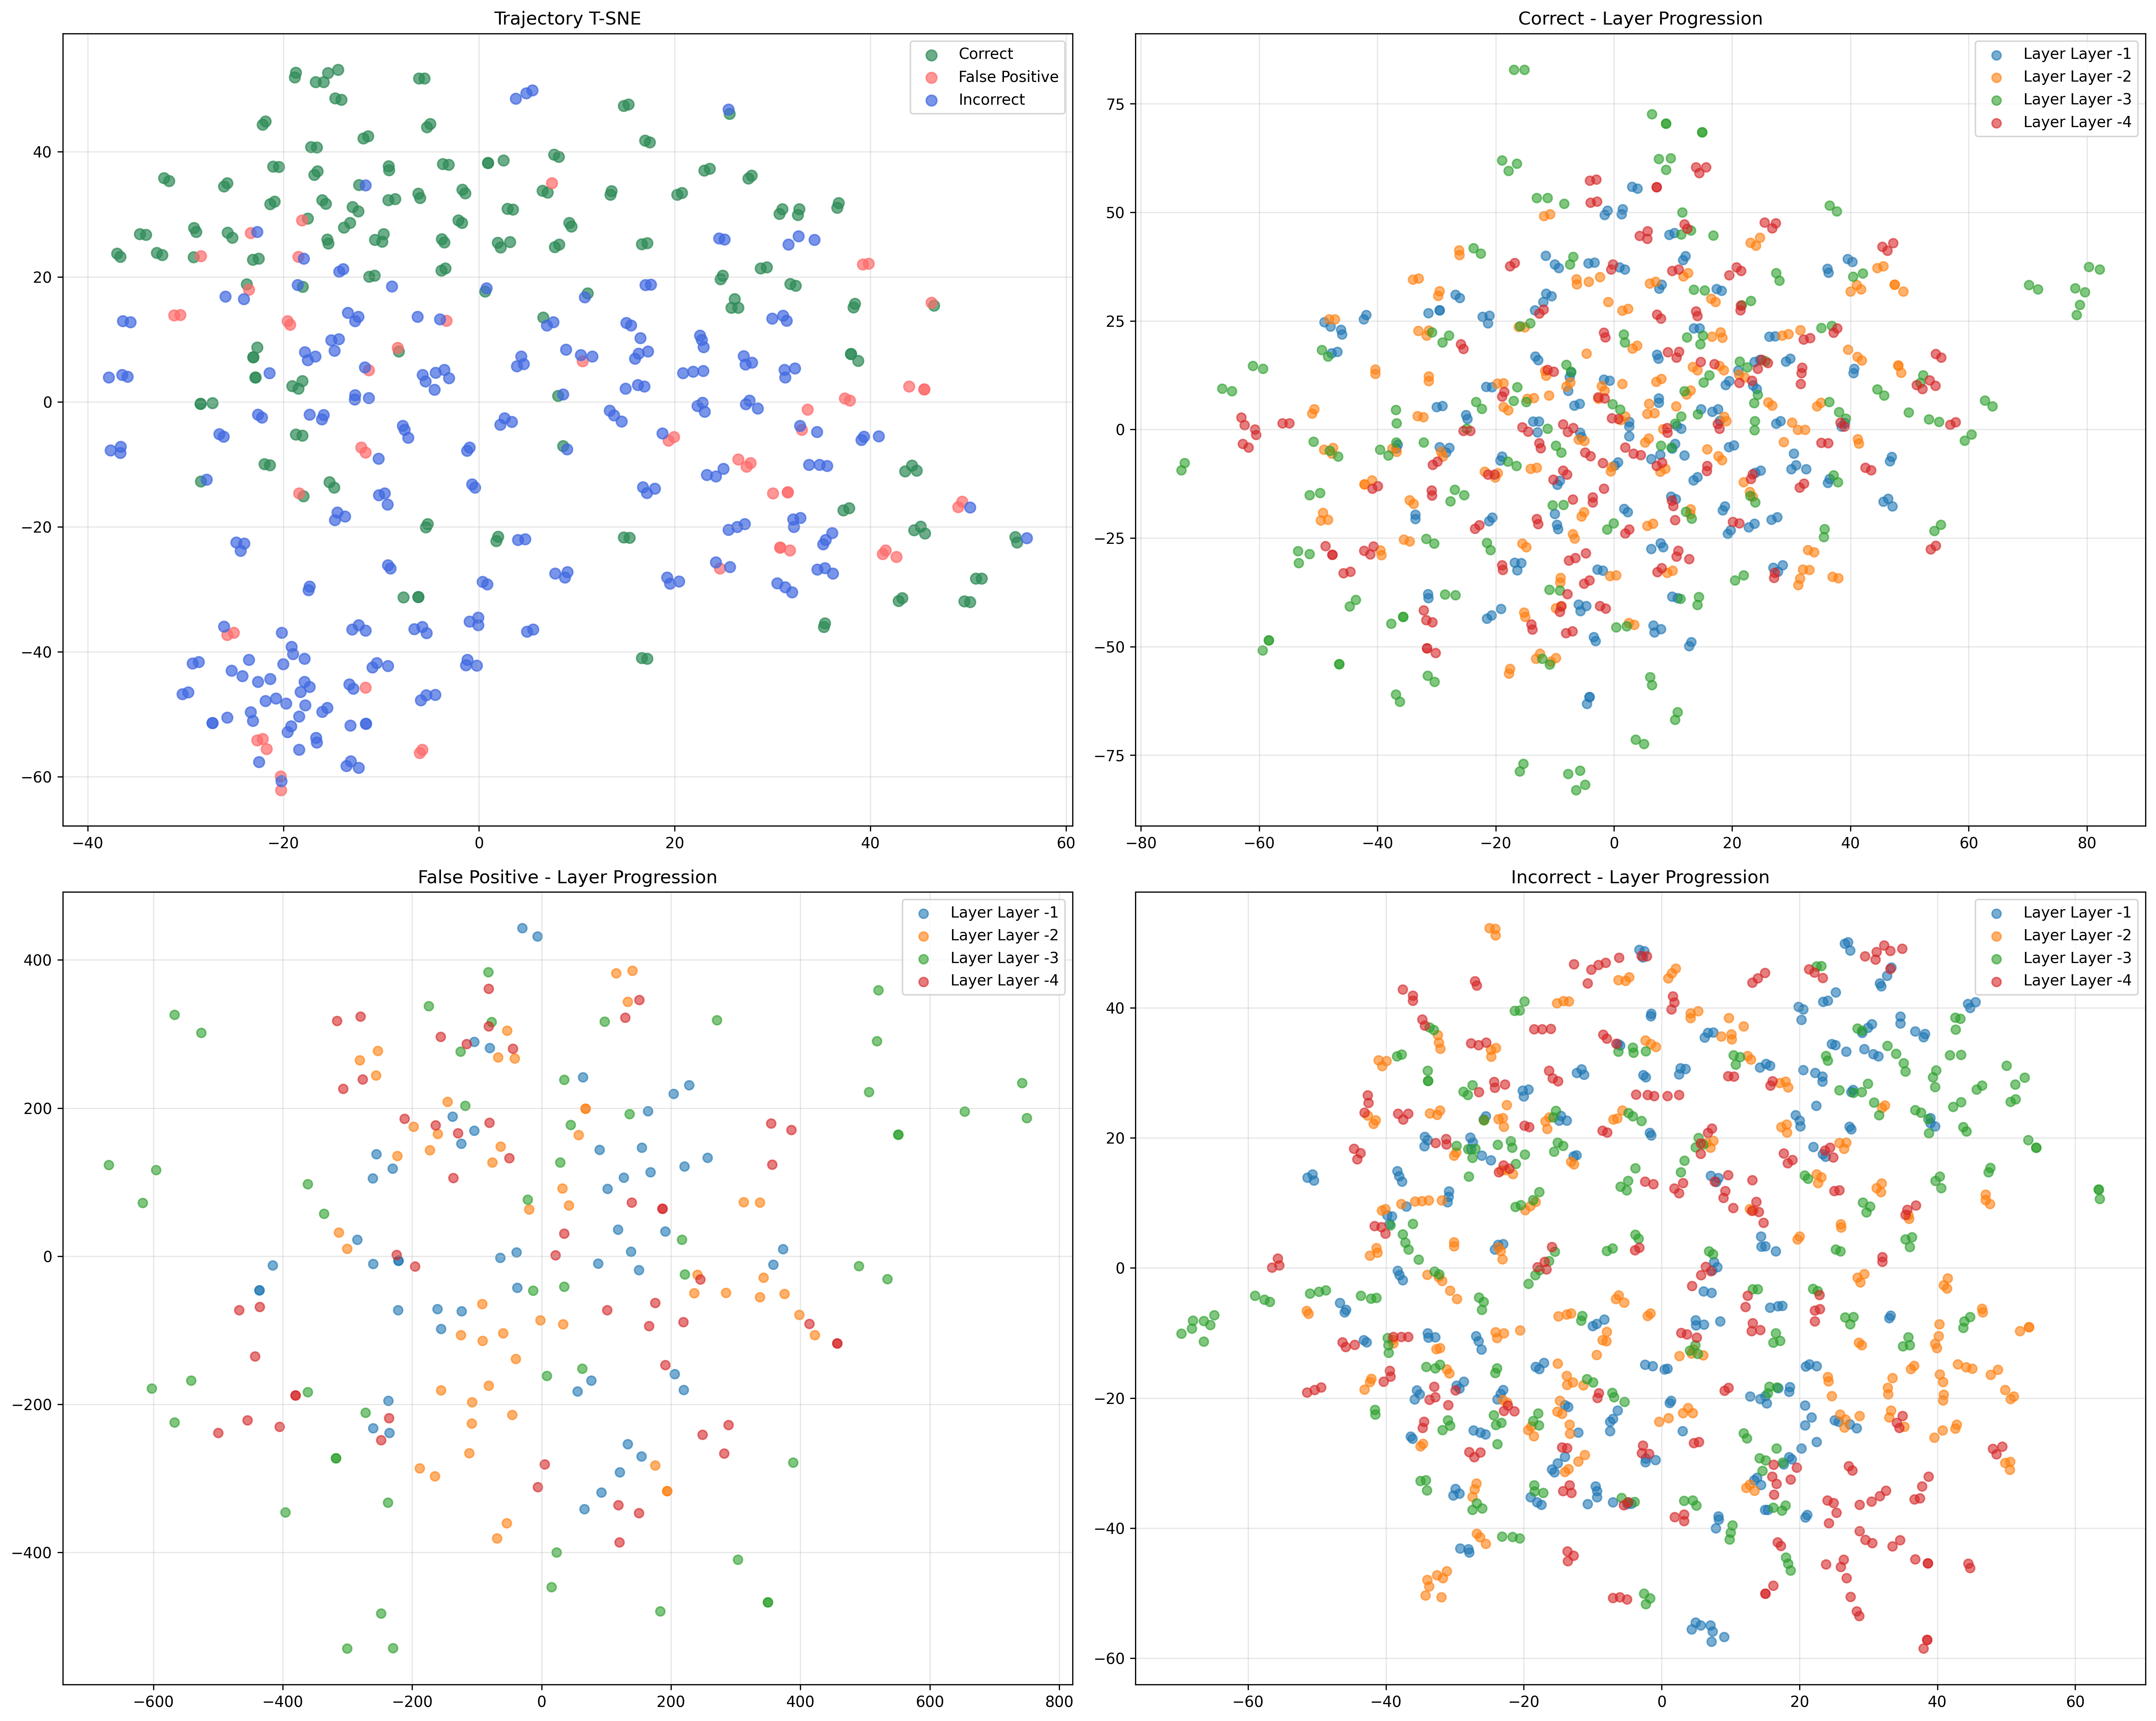 Trajectory T-SNE
Correct
False Positive
Incorrect
40
20
0
−20
−40
−60
−40
−20
0
20
40
60
Correct - Layer Progression
Layer Layer -1
Layer Layer -2
Layer Layer -3
Layer Layer -4
75
50
25
0
−25
−50
−75
−80
−60
−40
−20
0
20
40
60
80
False Positive - Layer Progression
Layer Layer -1
Layer Layer -2
Layer Layer -3
Layer Layer -4
400
200
0
−200
−400
−600
−400
−200
0
200
400
600
800
Incorrect - Layer Progression
Layer Layer -1
Layer Layer -2
Layer Layer -3
Layer Layer -4
40
20
0
−20
−40
−60
−60
−40
−20
0
20
40
60